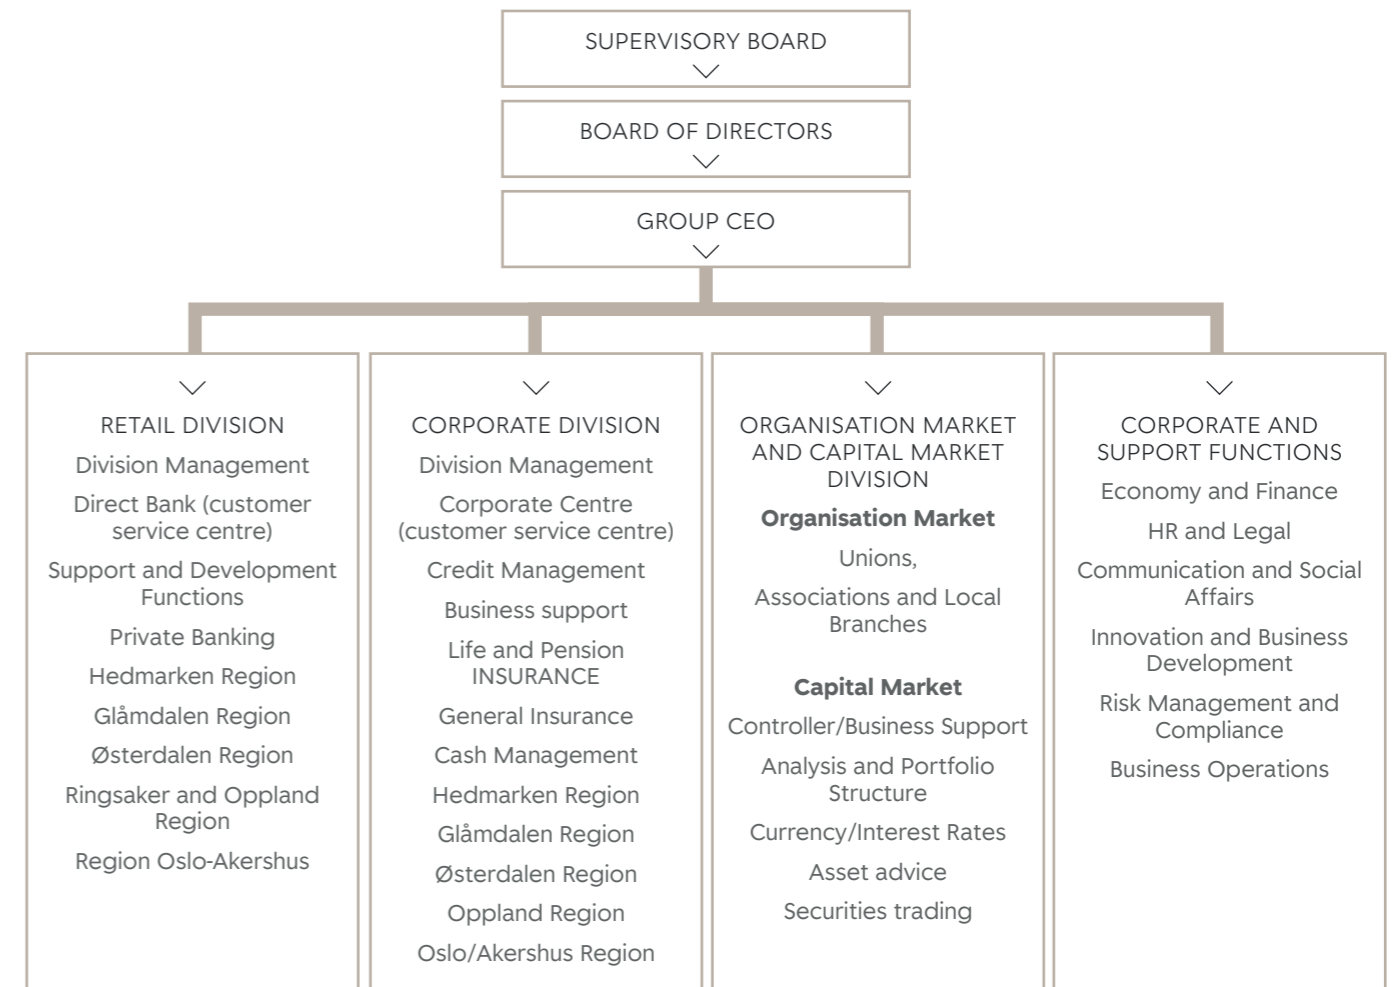 SUPERVISORY BOARD
BOARD OF DIRECTORS
GROUP CEO
RETAIL DIVISION
Division Management
Direct Bank (customer
service centre)
Support and Development
Functions
Private Banking
Hedmarken Region
Glåmdalen Region
Østerdalen Region
Ringsaker and Oppland
Region
Region Oslo-Akershus
CORPORATE DIVISION
Division Management
Corporate Centre
(customer service centre)
Credit Management
Business support
Life and Pension
INSURANCE
General Insurance
Cash Management
Hedmarken Region
Glåmdalen Region
Østerdalen Region
Oppland Region
Oslo/Akershus Region
ORGANISATION MARKET
AND CAPITAL MARKET
DIVISION
Organisation Market
Unions,
Associations and Local
Branches
Capital Market
Controller/Business Support
Analysis and Portfolio
Structure
Currency/Interest Rates
Asset advice
Securities trading
CORPORATE AND
SUPPORT FUNCTIONS
Economy and Finance
HR and Legal
Communication and Social
Affairs
Innovation and Business
Development
Risk Management and
Compliance
Business Operations